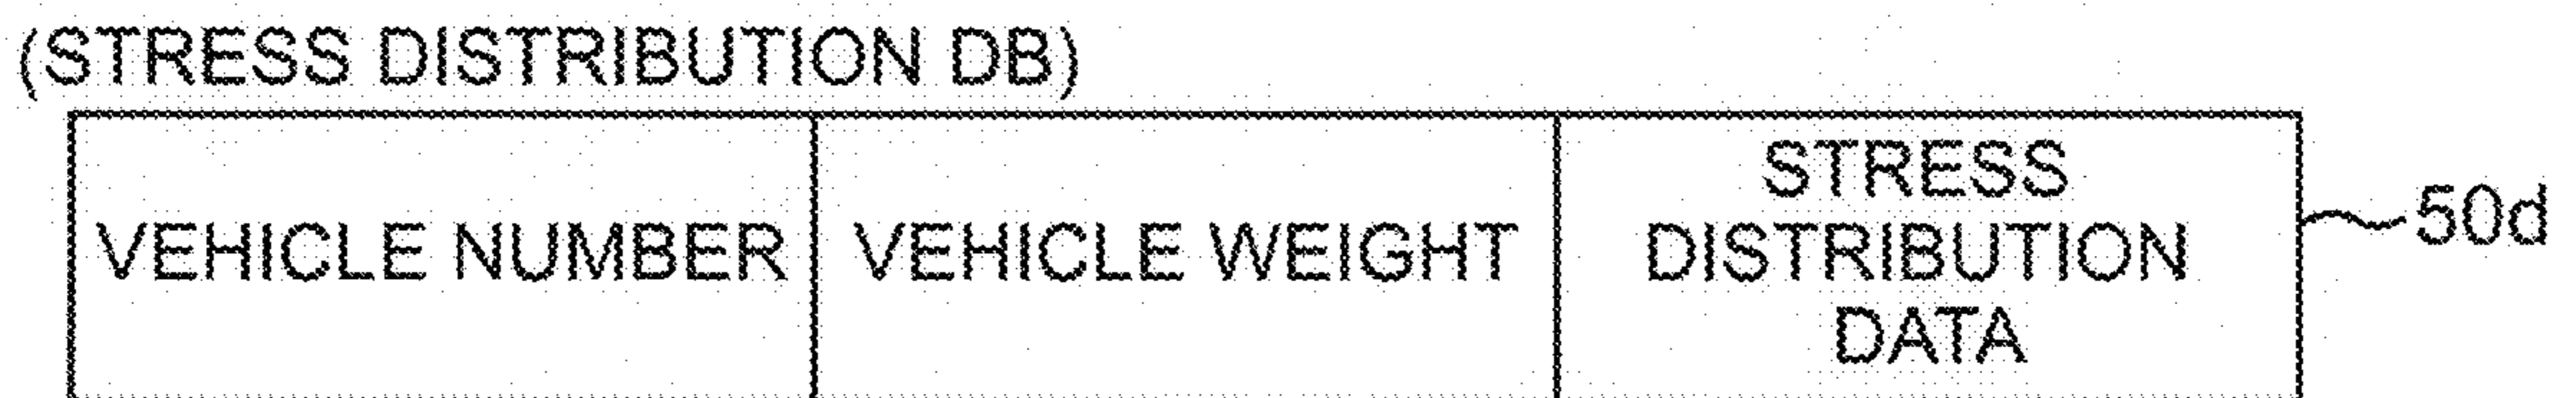 (STRESS DISTRIBUTION DB)
VEHICLE NUMBER
VEHICLE WEIGHT
STRESS
DISTRIBUTION
DATA
50d